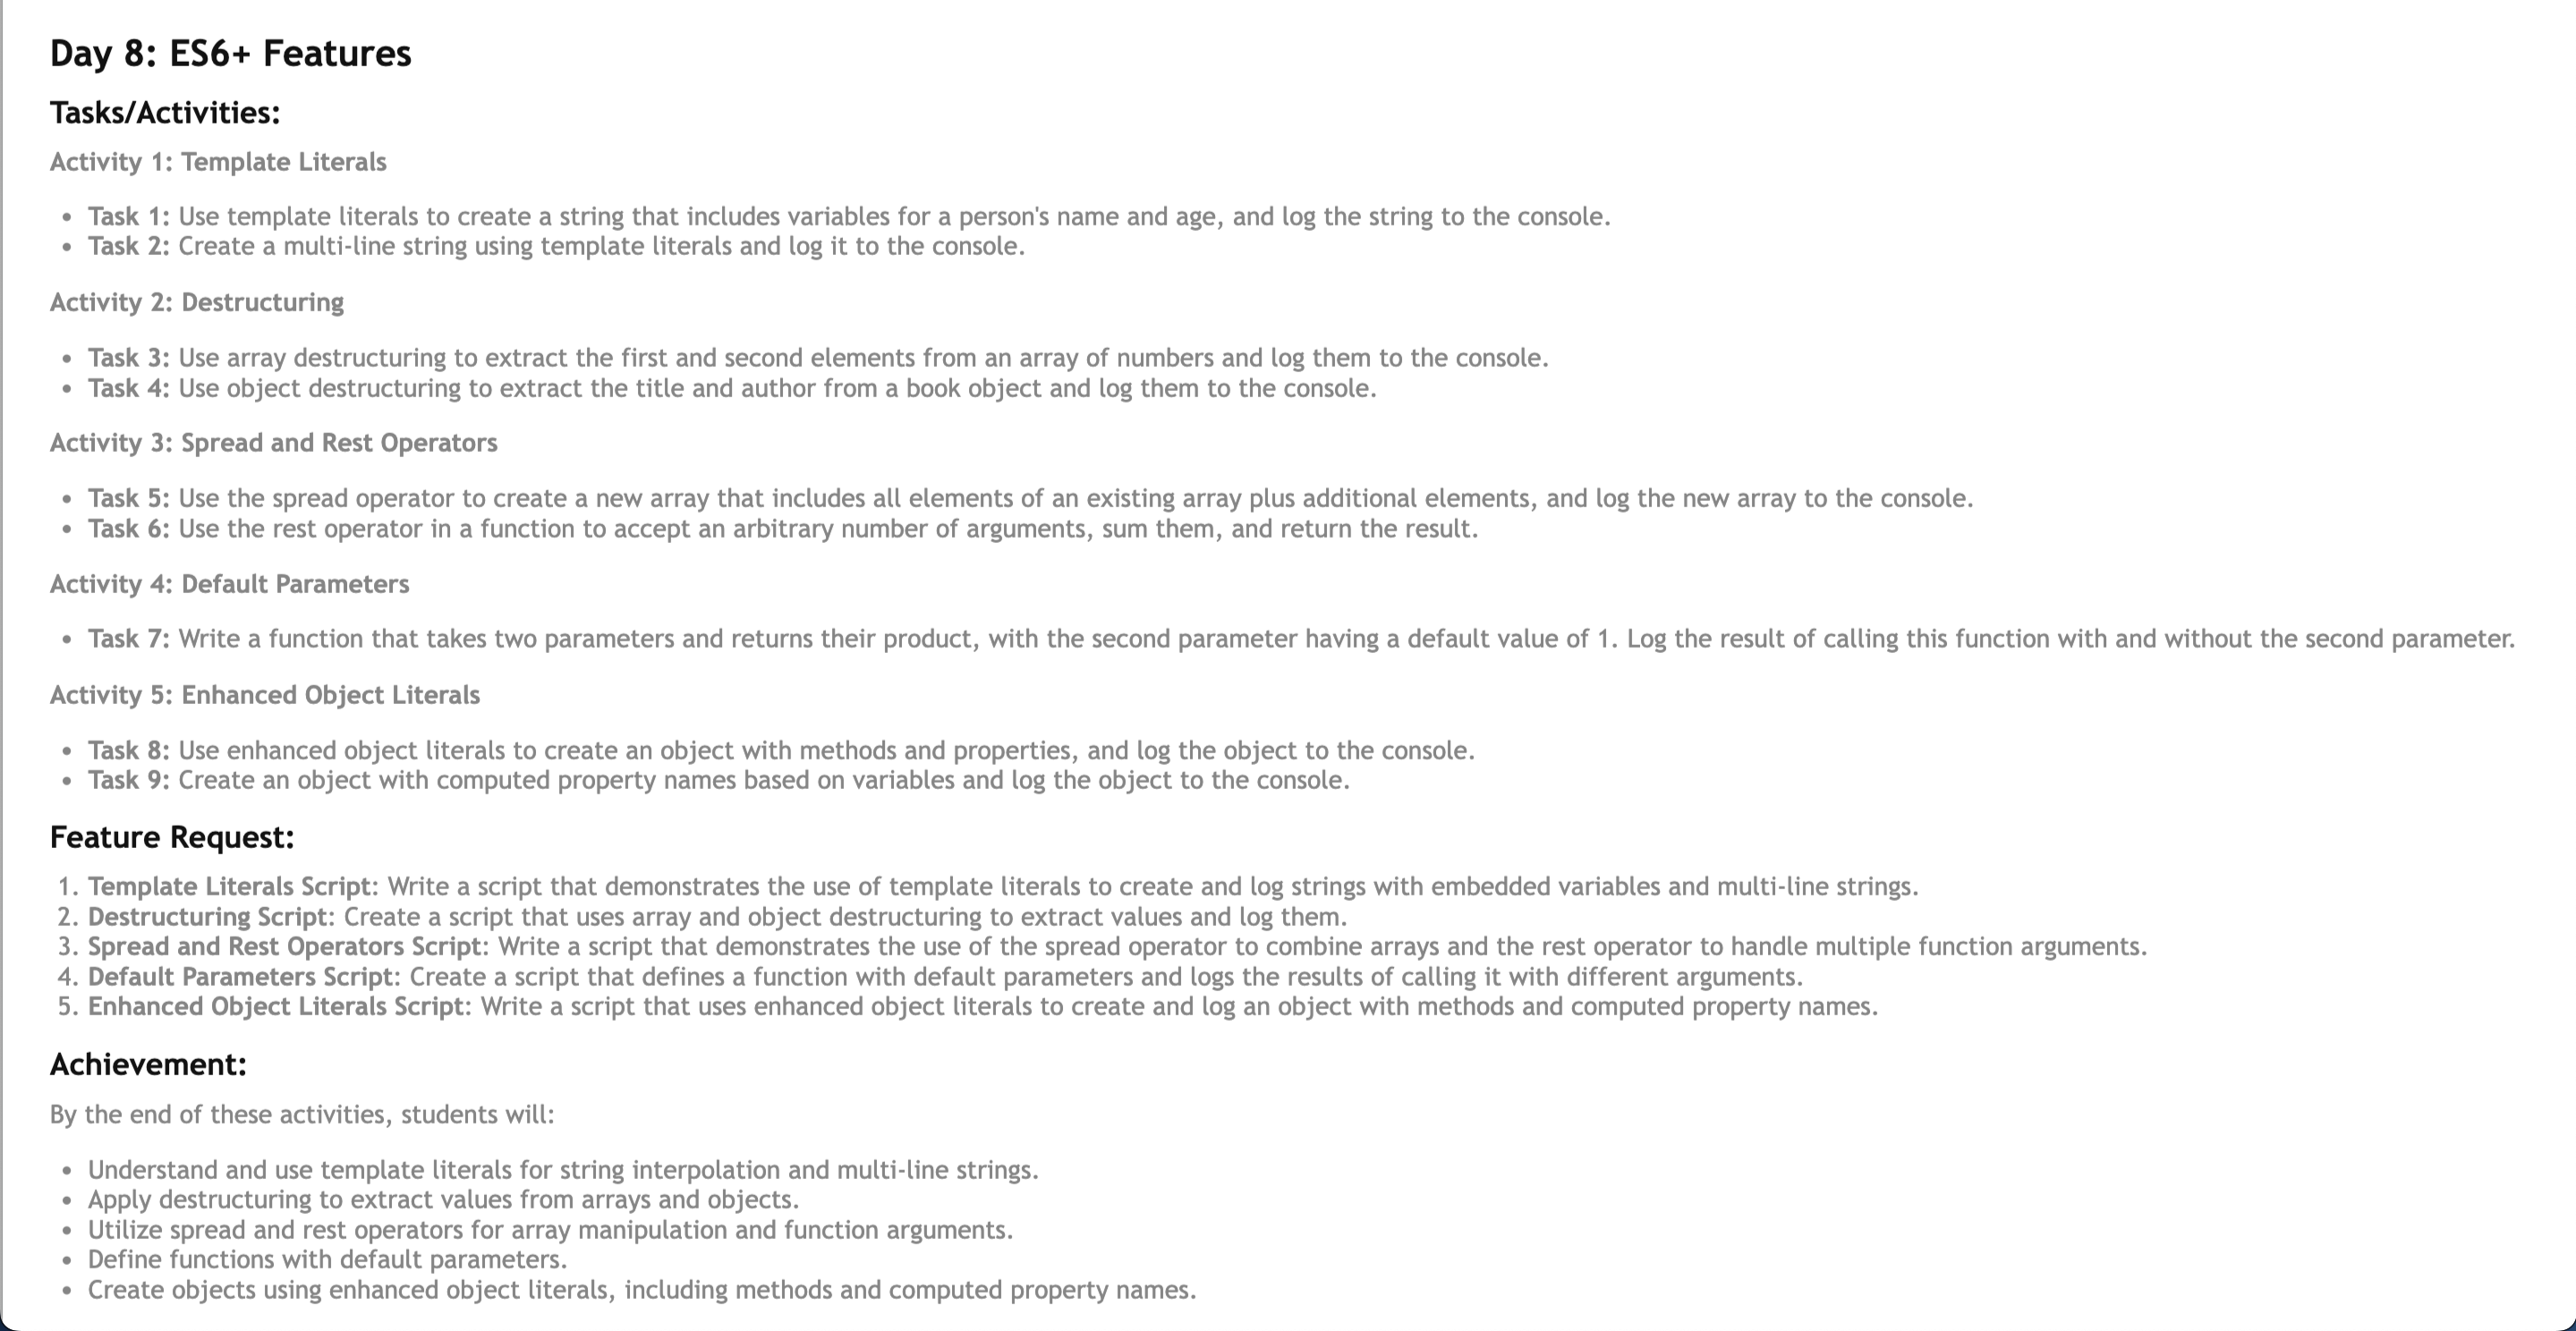 Day 8: ES6+ Features
Tasks/Activities:
Activity 1: Template Literals
• Task 1: Use template literals to create a string that includes variables for a person's name and age, and log the string to the console.
• Task 2: Create a multi-line string using template literals and log it to the console.
Activity 2: Destructuring
• Task 3: Use array destructuring to extract the first and second elements from an array of numbers and log them to the console.
• Task 4: Use object destructuring to extract the title and author from a book object and log them to the console.
Activity 3: Spread and Rest Operators
• Task 5: Use the spread operator to create a new array that includes all elements of an existing array plus additional elements, and log the new array to the console.
• Task 6: Use the rest operator in a function to accept an arbitrary number of arguments, sum them, and return the result.
Activity 4: Default Parameters
• Task 7: Write a function that takes two parameters and returns their product, with the second parameter having a default value of 1. Log the result of calling this function with and without the second parameter.
Activity 5: Enhanced Object Literals
• Task 8: Use enhanced object literals to create an object with methods and properties, and log the object to the console.
• Task 9: Create an object with computed property names based on variables and log the object to the console.
Feature Request:
1. Template Literals Script: Write a script that demonstrates the use of template literals to create and log strings with embedded variables and multi-line strings.
2. Destructuring Script: Create a script that uses array and object destructuring to extract values and log them.
3. Spread and Rest Operators Script: Write a script that demonstrates the use of the spread operator to combine arrays and the rest operator to handle multiple function arguments.
4. Default Parameters Script: Create a script that defines a function with default parameters and logs the results of calling it with different arguments.
5. Enhanced Object Literals Script: Write a script that uses enhanced object literals to create and log an object with methods and computed property names.
Achievement:
By the end of these activities, students will:
• Understand and use template literals for string interpolation and multi-line strings.
• Apply destructuring to extract values from arrays and objects.
• Utilize spread and rest operators for array manipulation and function arguments.
• Define functions with default parameters.
• Create objects using enhanced object literals, including methods and computed property names.